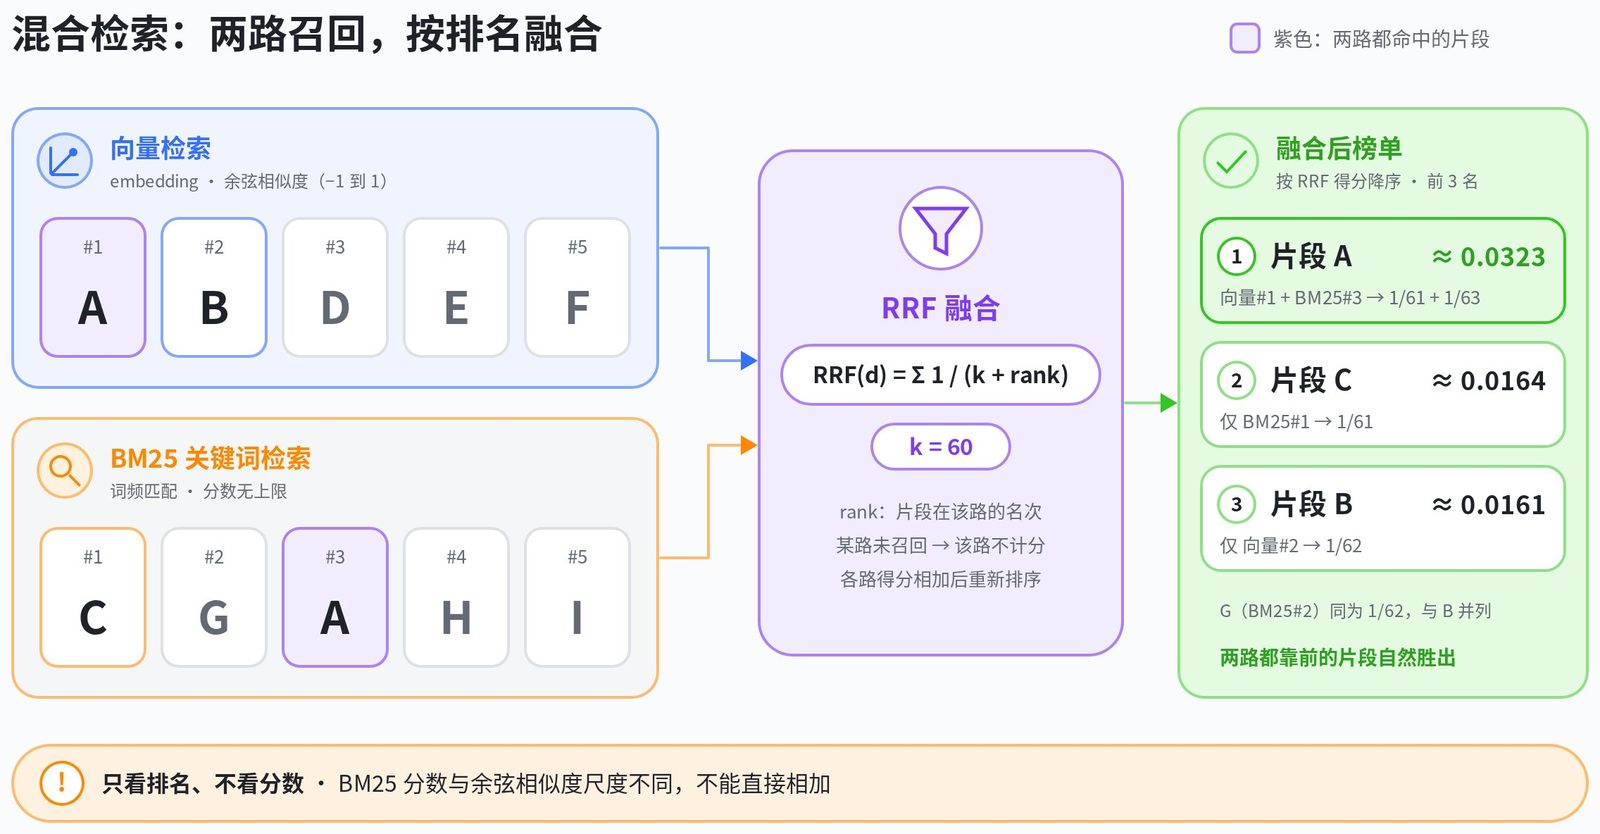 混合检索：两路召回，按排名融合
紫色：两路都命中的片段
向量检索
embedding · 余弦相似度（−1 到 1）
#1 #2 #3 #4 #5
A B D E F
BM25 关键词检索
词频匹配 · 分数无上限
#1 #2 #3 #4 #5
C G A H I
RRF 融合
RRF(d) = Σ 1 / (k + rank)
k = 60
rank：片段在该路的名次
某路未召回 → 该路不计分
各路得分相加后重新排序
融合后榜单
按 RRF 得分降序 · 前 3 名
1 片段 A ≈ 0.0323
向量#1 + BM25#3 → 1/61 + 1/63
2 片段 C ≈ 0.0164
仅 BM25#1 → 1/61
3 片段 B ≈ 0.0161
仅 向量#2 → 1/62
G（BM25#2）同为 1/62，与 B 并列
两路都靠前的片段自然胜出
! 只看排名、不看分数 · BM25 分数与余弦相似度尺度不同，不能直接相加